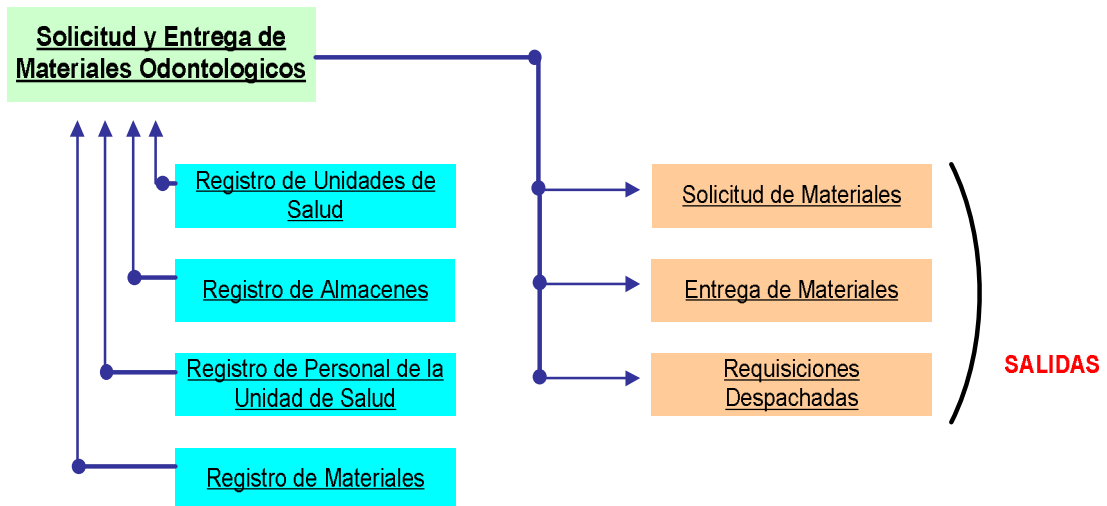 Solicitud y Entrega de
Materiales Odontologicos
Registro de Unidades de
Salud
Registro de Almacenes
Registro de Personal de la
Unidad de Salud
Registro de Materiales
Solicitud de Materiales
Entrega de Materiales
Requisiciones
Despachadas
SALIDAS